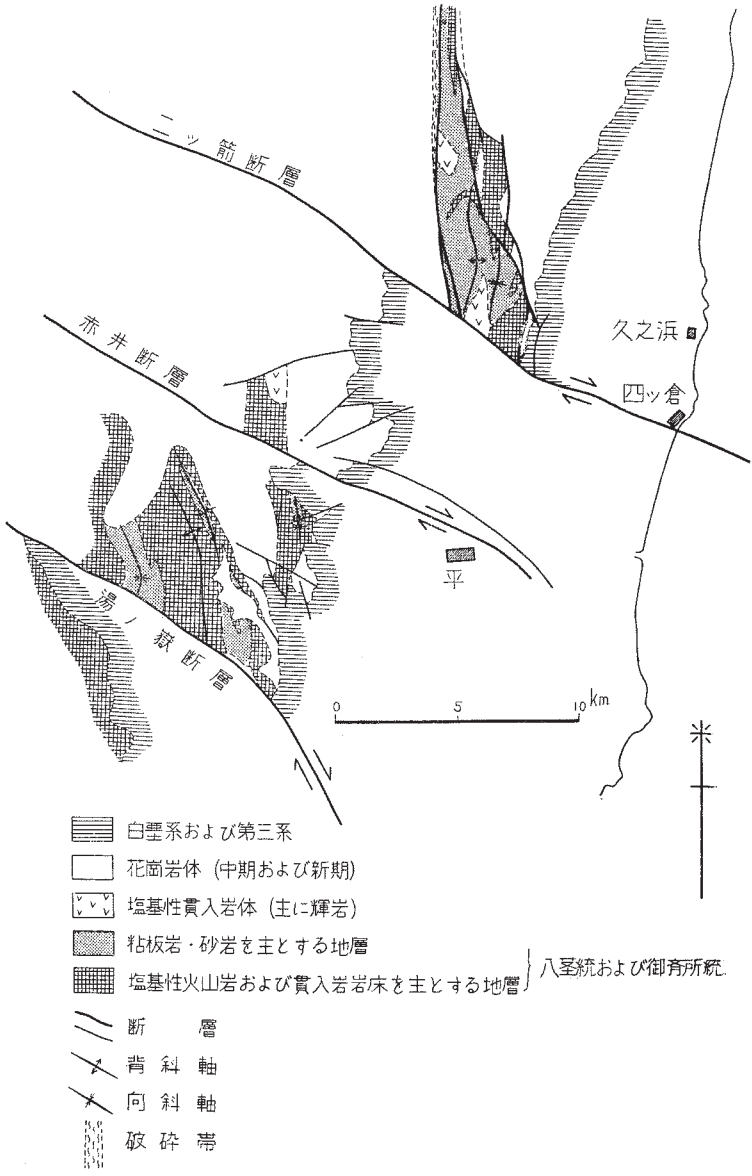 二ッ箭断層
赤井断層
久之浜
四ッ倉
平
湯ノ嶽断層
0 5 10 km
白堊系および第三系
花崗岩体 (中期および新期)
塩基性貫入岩体 (主に輝岩)
粘板岩・砂岩を主とする地層
塩基性火山岩および貫入岩岩床を主とする地層
八茎統および御斉所統
断層
背斜軸
向斜軸
破砕帯